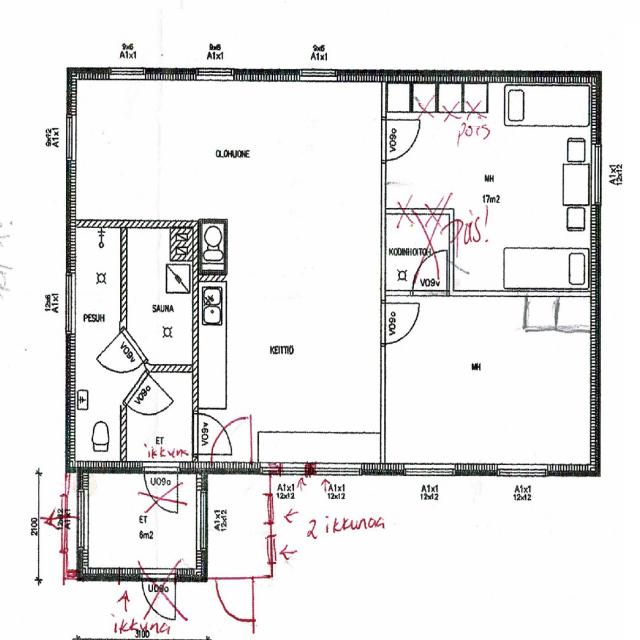 9x6
A1x1
9x6
A1x1
9x6
A1x1
9x12
A1x1
OLOHUONE
VO9o
pois
MH
17m2
A1x1
12x12
pois!
KODINHOITOH
VO9v
12x6
A1x1
PESUH
SAUNA
VO9v
VO9o
KEITTIÖ
VO9o
MH
ET
ikkuna
VO9v
UO9o
ET
6m2
A1x1
12x12
A1x1
12x12
A1x1
12x12
A1x1
12x12
A1x1
12x12
A1x1
12x12
2 ikkunaa
2100
UO9o
ikkuna
3100